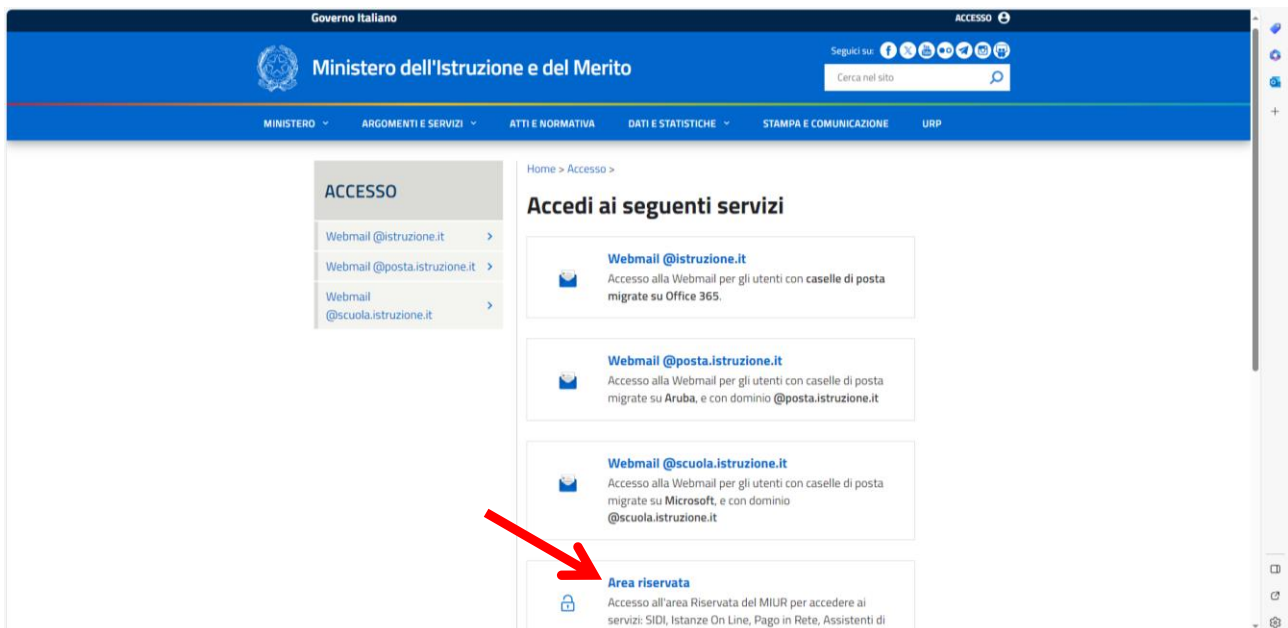 Governo Italiano
ACCESSO
Ministero dell'Istruzione e del Merito
Seguici su:
Cerca nel sito
MINISTERO
ARGOMENTI E SERVIZI
ATTI E NORMATIVA
DATI E STATISTICHE
STAMPA E COMUNICAZIONE
URP
ACCESSO
Webmail @istruzione.it
Webmail @posta.istruzione.it
Webmail
@scuola.istruzione.it
Home > Accesso >
Accedi ai seguenti servizi
Webmail @istruzione.it
Accesso alla Webmail per gli utenti con caselle di posta
migrate su Office 365.
Webmail @posta.istruzione.it
Accesso alla Webmail per gli utenti con caselle di posta
migrate su Aruba, e con dominio @posta.istruzione.it
Webmail @scuola.istruzione.it
Accesso alla Webmail per gli utenti con caselle di posta
migrate su Microsoft, e con dominio
@scuola.istruzione.it
Area riservata
Accesso all'area Riservata del MIUR per accedere ai
servizi: SIDI, Istanze On Line, Pago in Rete, Assistenti di